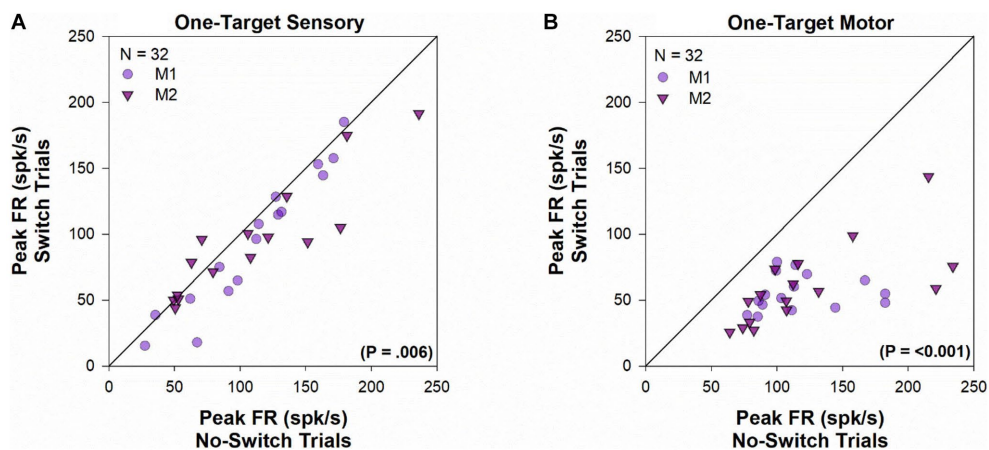 A
One-Target Sensory
250
200
150
100
50
0
Peak FR (spk/s)
Switch Trials
N = 32
M1
M2
(P = .006)
0 50 100 150 200 250
Peak FR (spk/s)
No-Switch Trials
B
One-Target Motor
250
200
150
100
50
0
Peak FR (spk/s)
Switch Trials
N = 32
M1
M2
(P = <0.001)
0 50 100 150 200 250
Peak FR (spk/s)
No-Switch Trials